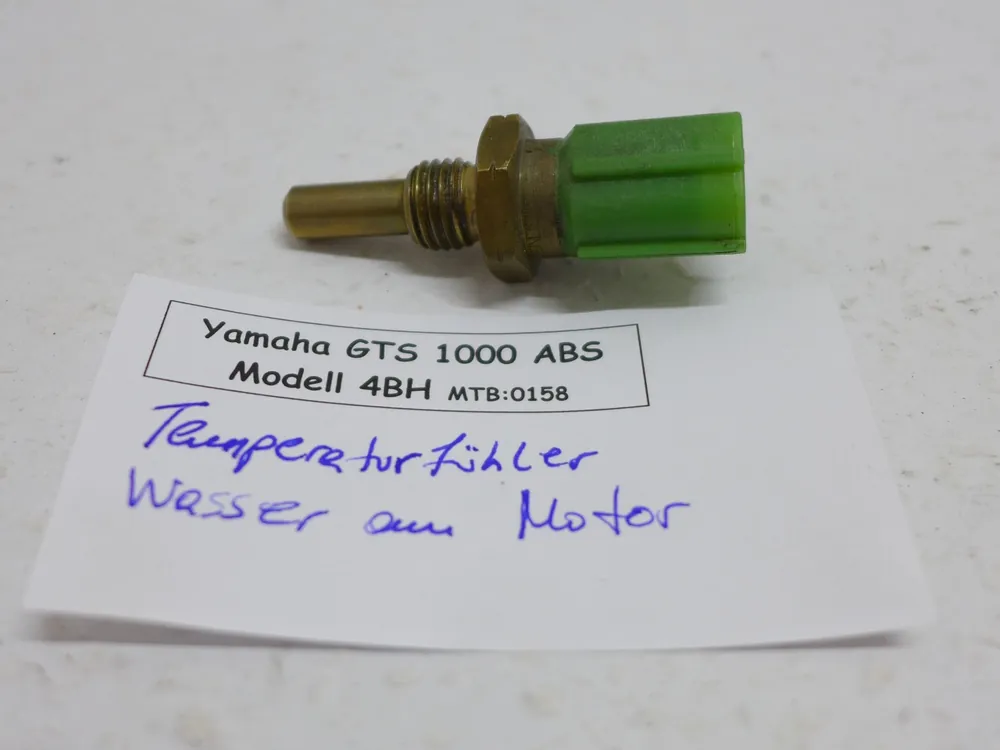 Yamaha GTS 1000 ABS
Modell 4BH MTB:0158
Temperaturfühler
Wasser am Motor